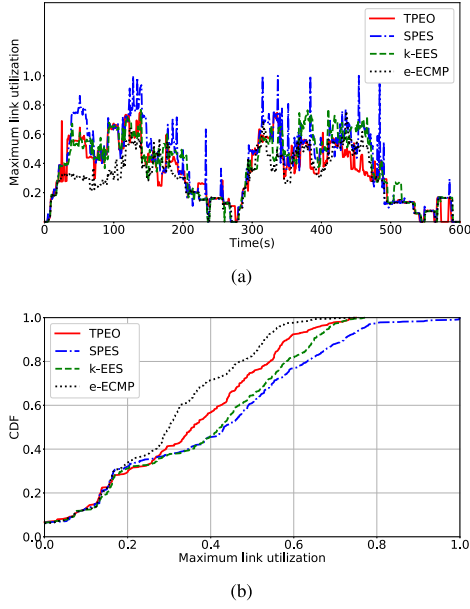 TPEO
SPES
k-EES
e-ECMP
Maximum link utilization
1.0
0.8
0.6
0.4
0.2
0 100 200 300 400 500 600
Time(s)
(a)
TPEO
SPES
k-EES
e-ECMP
CDF
1.0
0.8
0.6
0.4
0.2
0.0
0.0 0.2 0.4 0.6 0.8 1.0
Maximum link utilization
(b)